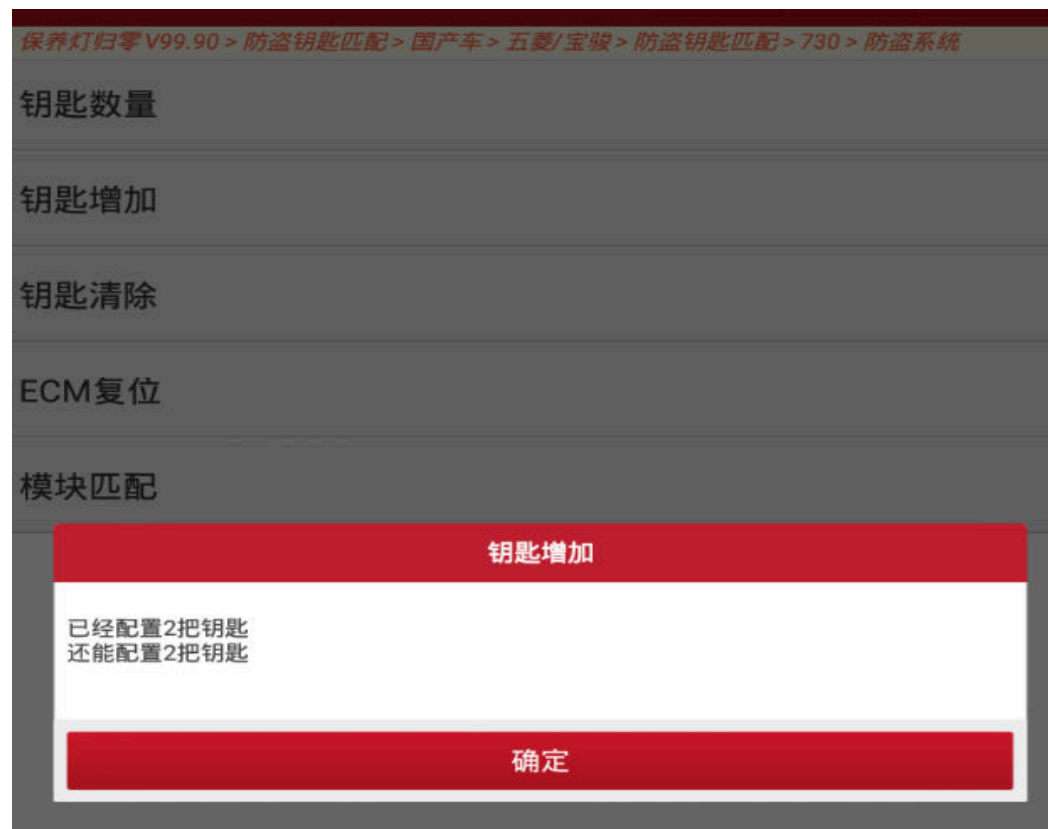 保养灯归零 V99.90 > 防盗钥匙匹配 > 国产车 > 五菱/宝骏 > 防盗钥匙匹配 > 730 > 防盗系统
钥匙数量
钥匙增加
钥匙清除
ECM复位
模块匹配
钥匙增加
已经配置2把钥匙
还能配置2把钥匙
确定